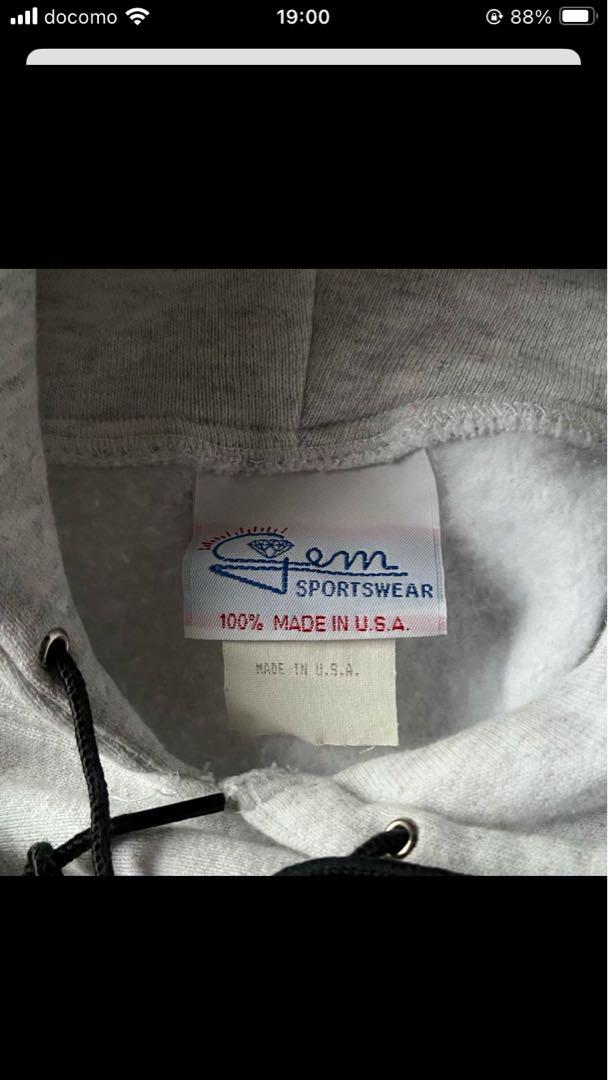 docomo 19:00 88%
Gem
SPORTSWEAR
100% MADE IN U.S.A.
MADE IN U.S.A.